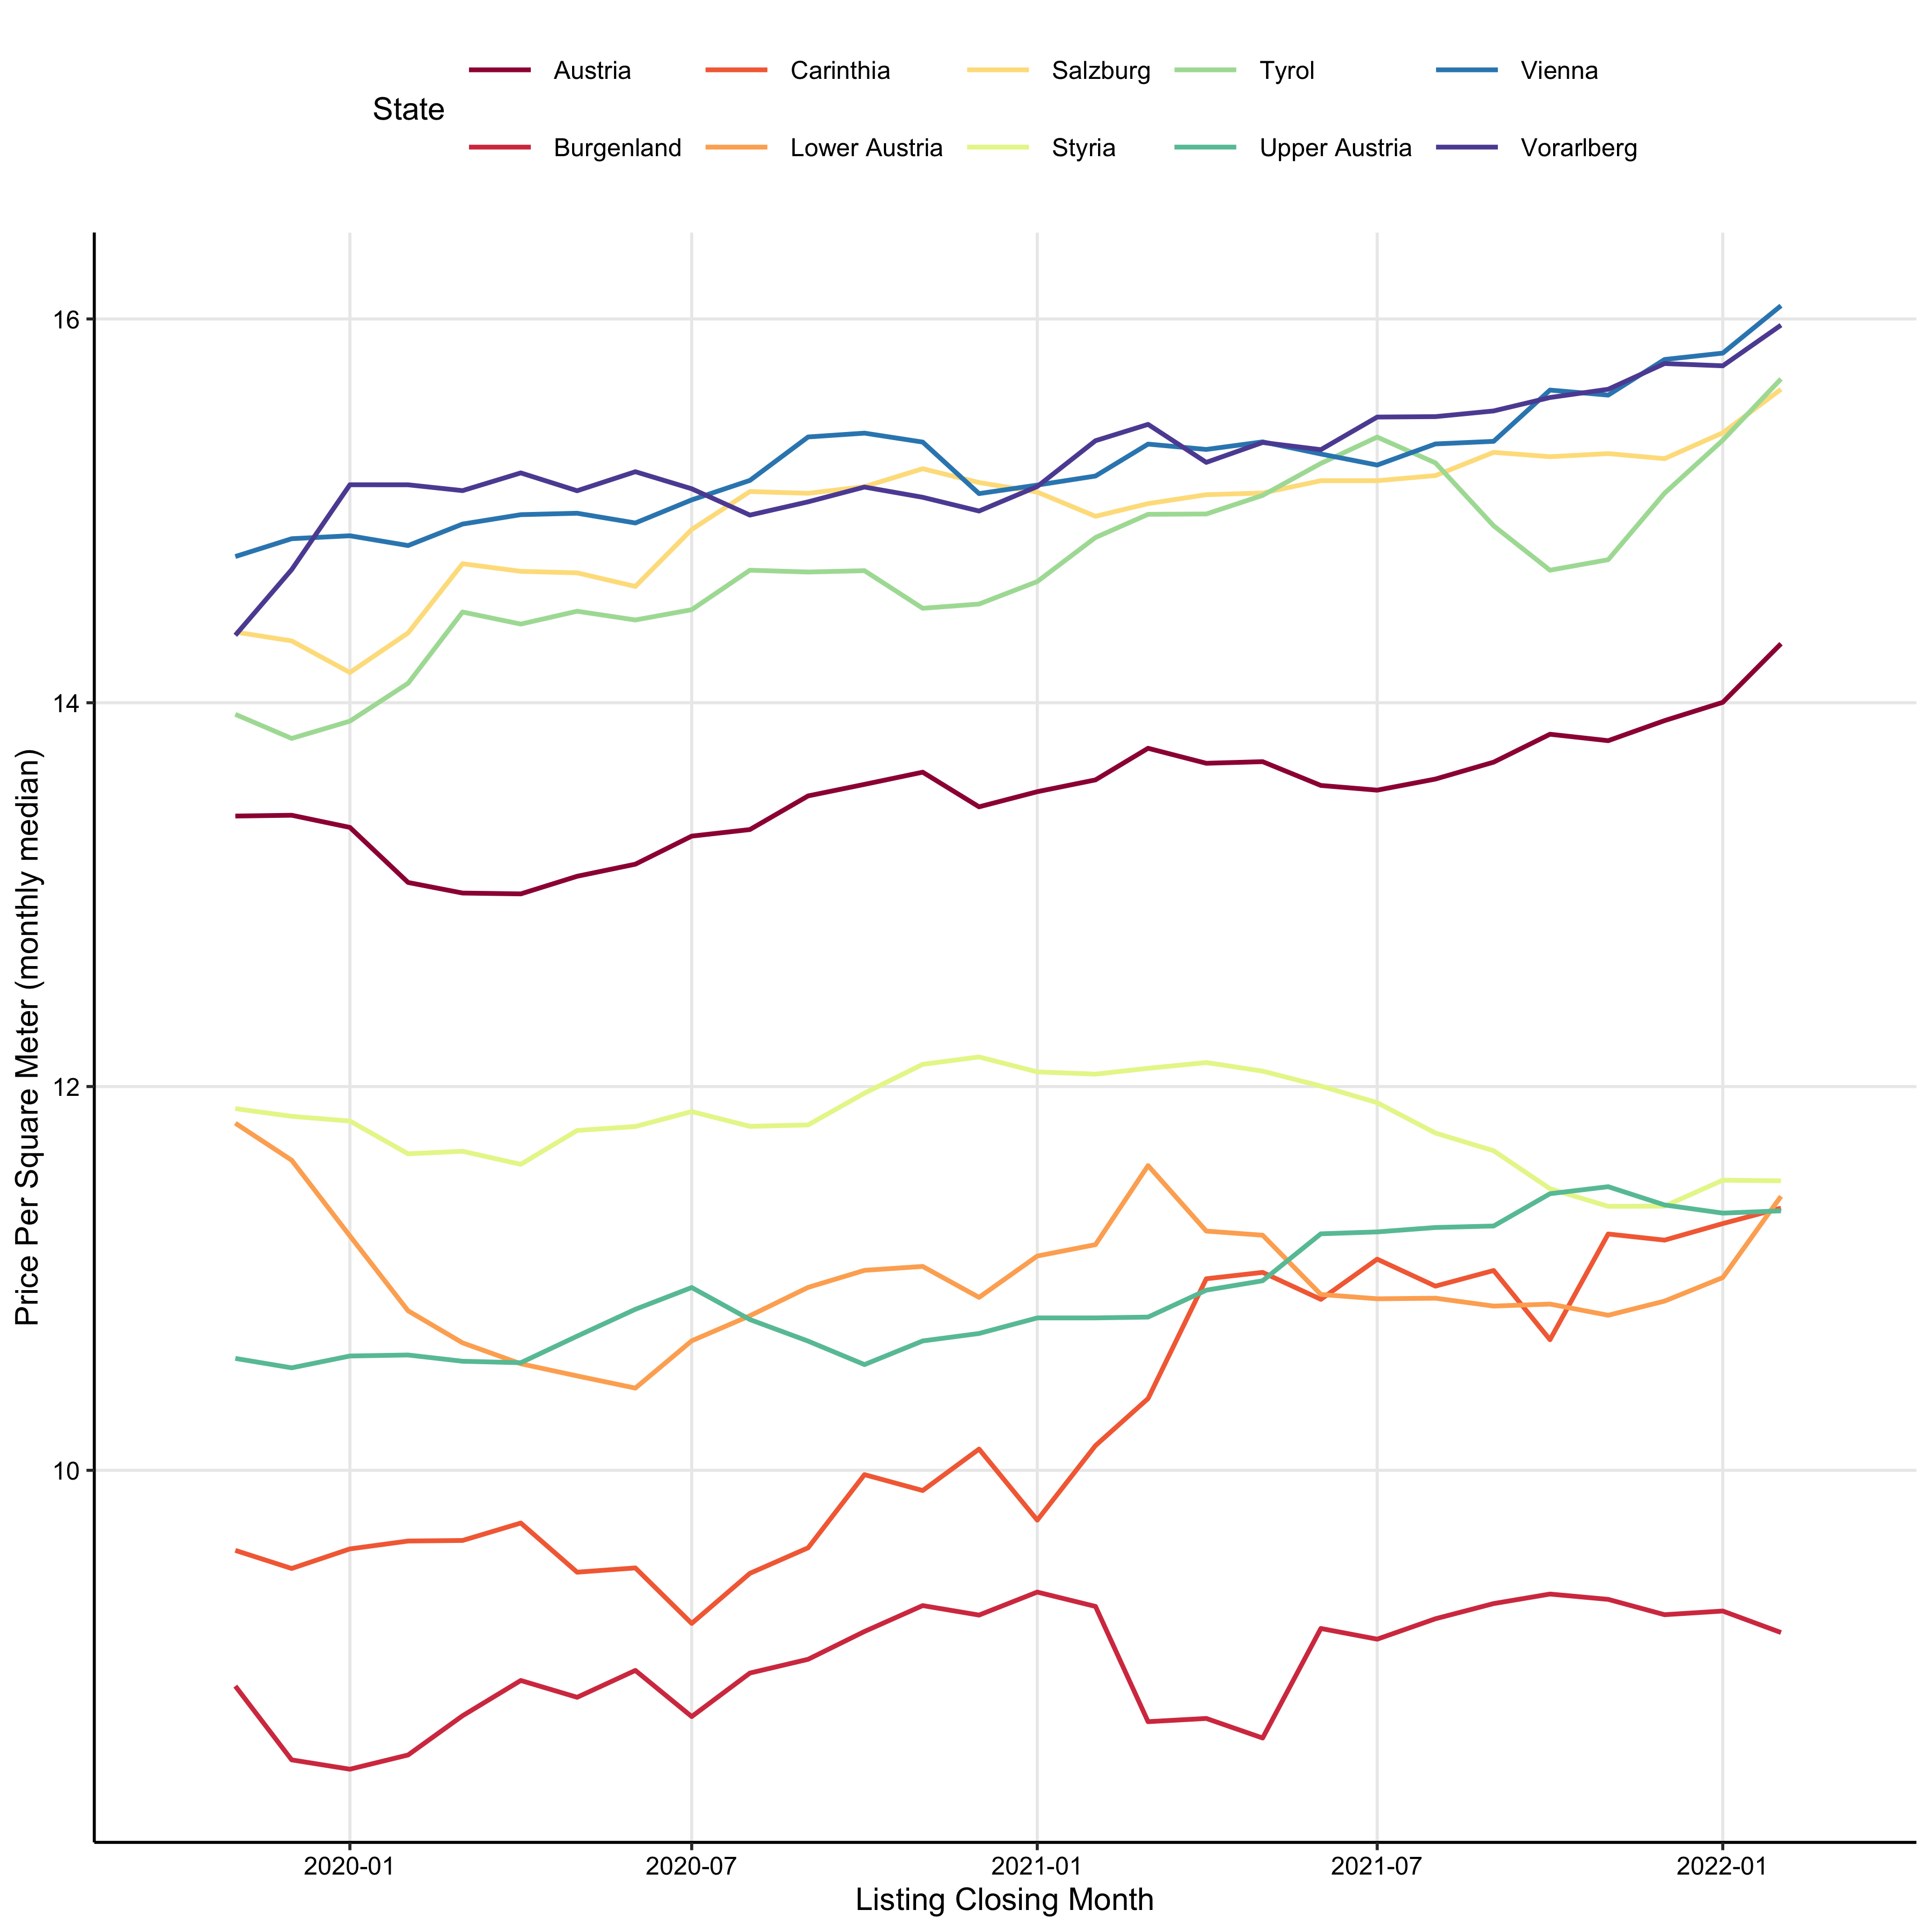 State
Austria
Carinthia
Salzburg
Tyrol
Vienna
Burgenland
Lower Austria
Styria
Upper Austria
Vorarlberg
Price Per Square Meter (monthly median)
16
14
12
10
2020-01
2020-07
2021-01
2021-07
2022-01
Listing Closing Month